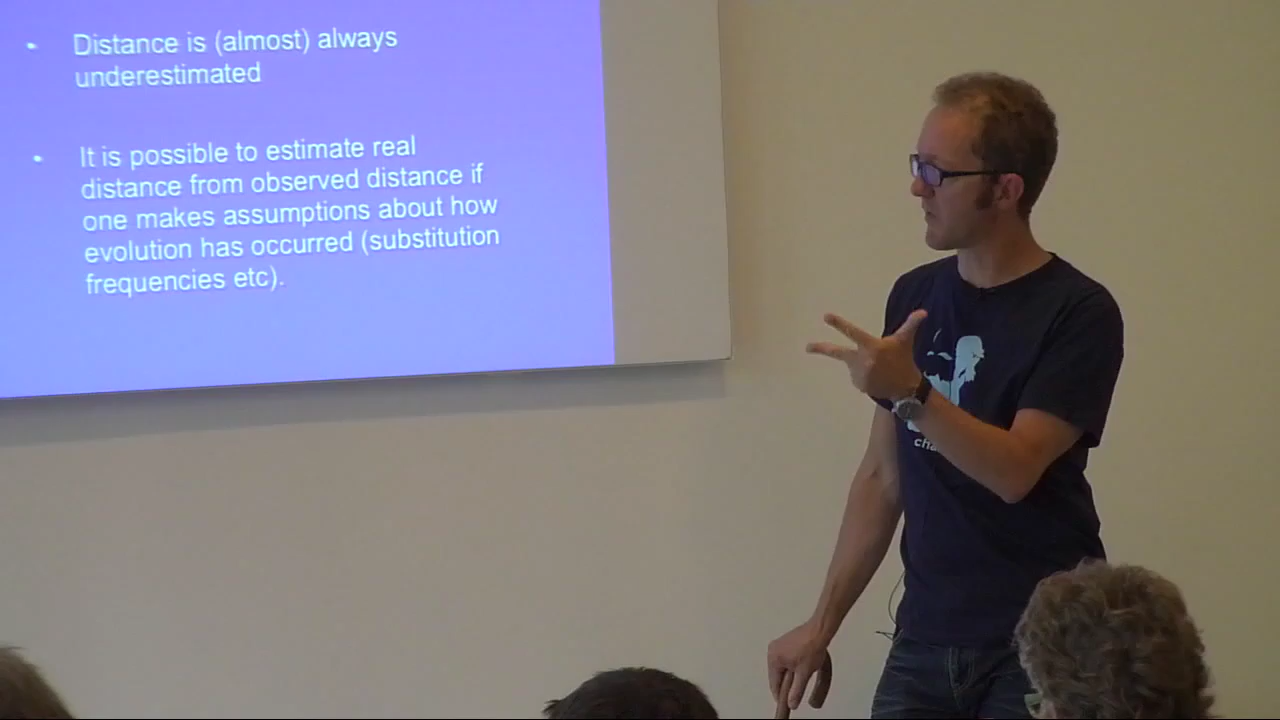 • Distance is (almost) always
underestimated
• It is possible to estimate real
distance from observed distance if
one makes assumptions about how
evolution has occurred (substitution
frequencies etc).